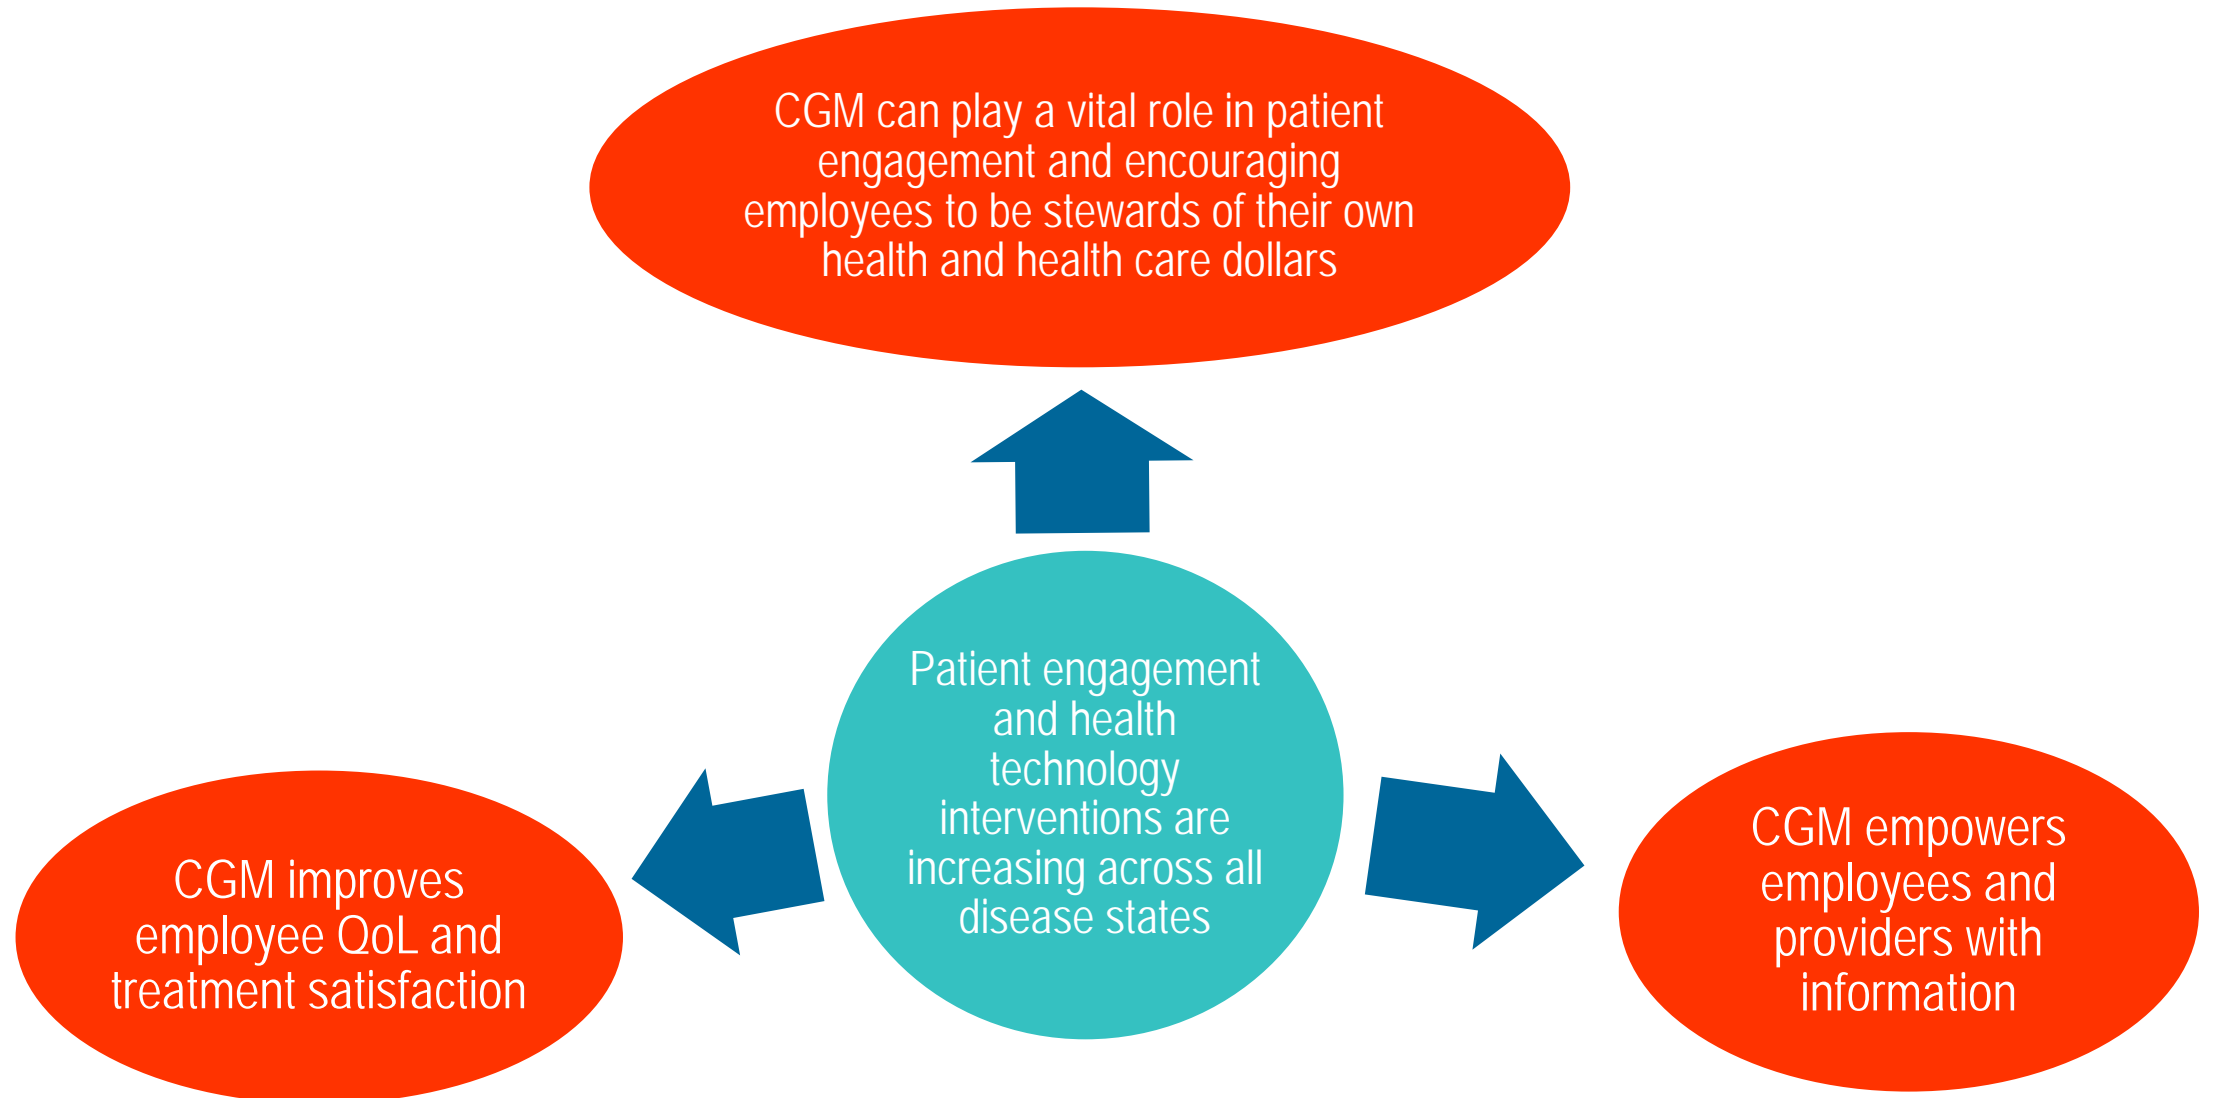 CGM can play a vital role in patient
engagement and encouraging
employees to be stewards of their own
health and health care dollars
Patient engagement
and health
technology
interventions are
increasing across all
disease states
CGM improves
employee QoL and
treatment satisfaction
CGM empowers
employees and
providers with
information